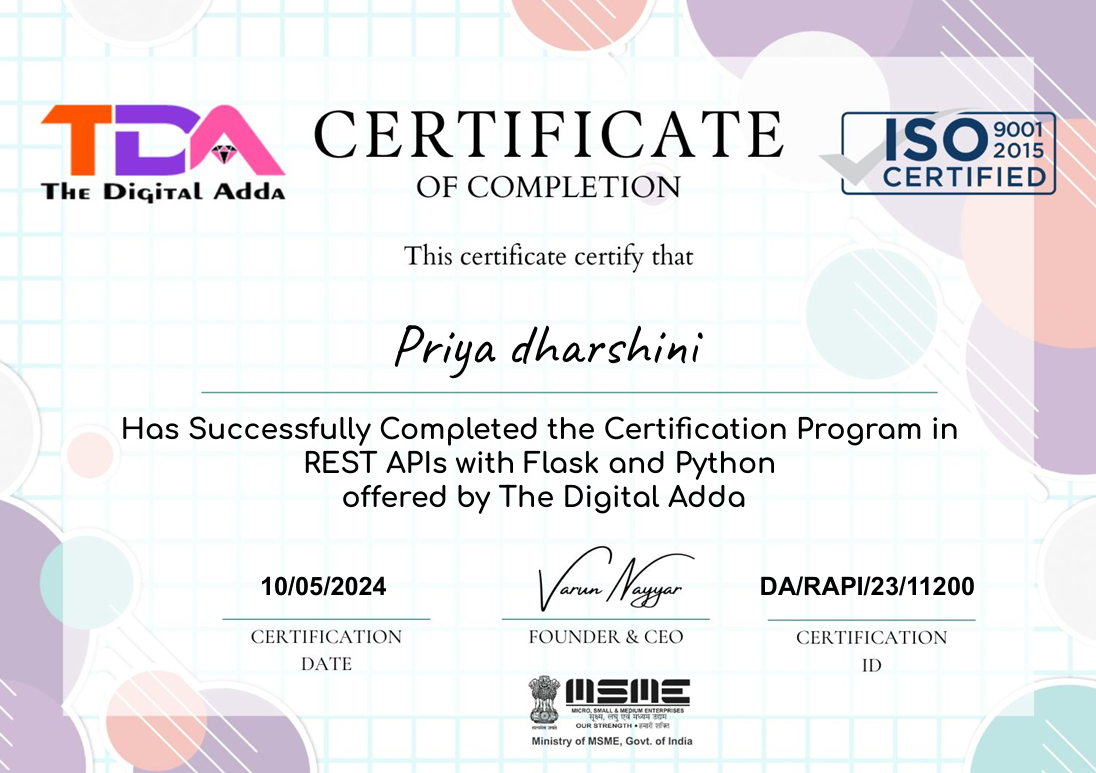 TDA
The Digital Adda
CERTIFICATE
OF COMPLETION
ISO 9001
2015
CERTIFIED
This certificate certify that
Priya dharshini
Has Successfully Completed the Certification Program in
REST APIs with Flask and Python
offered by The Digital Adda
10/05/2024
CERTIFICATION
DATE
Varun Nayyar
FOUNDER & CEO
DA/RAPI/23/11200
CERTIFICATION
ID
सत्यमेव जयते
MSME
MICRO, SMALL & MEDIUM ENTERPRISES
सूक्ष्म, लघु एवं मध्यम उद्यम
OUR STRENGTH • हमारी शक्ति
Ministry of MSME, Govt. of India